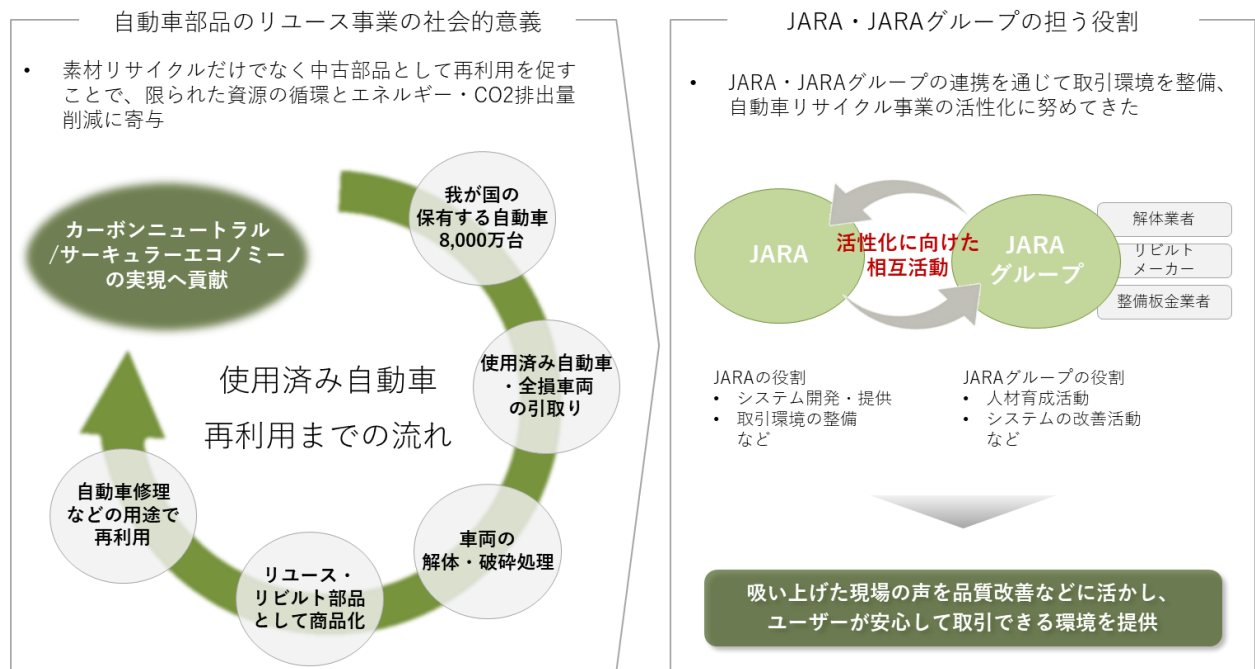 自動車部品のリユース事業の社会的意義
• 素材リサイクルだけでなく中古部品として再利用を促す
ことで、限られた資源の循環とエネルギー・CO2排出量
削減に寄与
カーボンニュートラル
/サーキュラーエコノミー
の実現へ貢献
我が国の
保有する自動車
8,000万台
使用済み自動車
・全損車両
の引取り
車両の
解体・破砕処理
リユース・
リビルト部品
として商品化
自動車修理
などの用途で
再利用
使用済み自動車
再利用までの流れ
JARA・JARAグループの担う役割
• JARA・JARAグループの連携を通じて取引環境を整備、
自動車リサイクル事業の活性化に努めてきた
JARA
活性化に向けた
相互活動
JARA
グループ
解体業者
リビルト
メーカー
整備板金業者
JARAの役割
• システム開発・提供
• 取引環境の整備
など
JARAグループの役割
• 人材育成活動
• システムの改善活動
など
吸い上げた現場の声を品質改善などに活かし、
ユーザーが安心して取引できる環境を提供